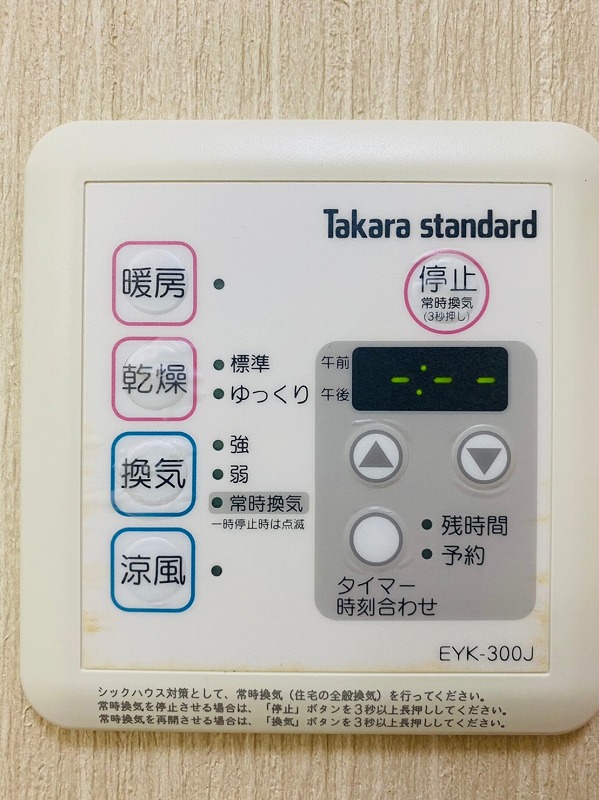 Takara standard
暖房
停止
常時換気
(3秒押し)
乾燥
標準
ゆっくり
午前
午後
-:--
換気
強
弱
常時換気
一時停止時は点滅
涼風
残時間
予約
タイマー
時刻合わせ
EYK-300J
シックハウス対策として、常時換気（住宅の全般換気）を行ってください。
常時換気を停止させる場合は、「停止」ボタンを3秒以上長押ししてください。
常時換気を再開させる場合は、「換気」ボタンを3秒以上長押ししてください。